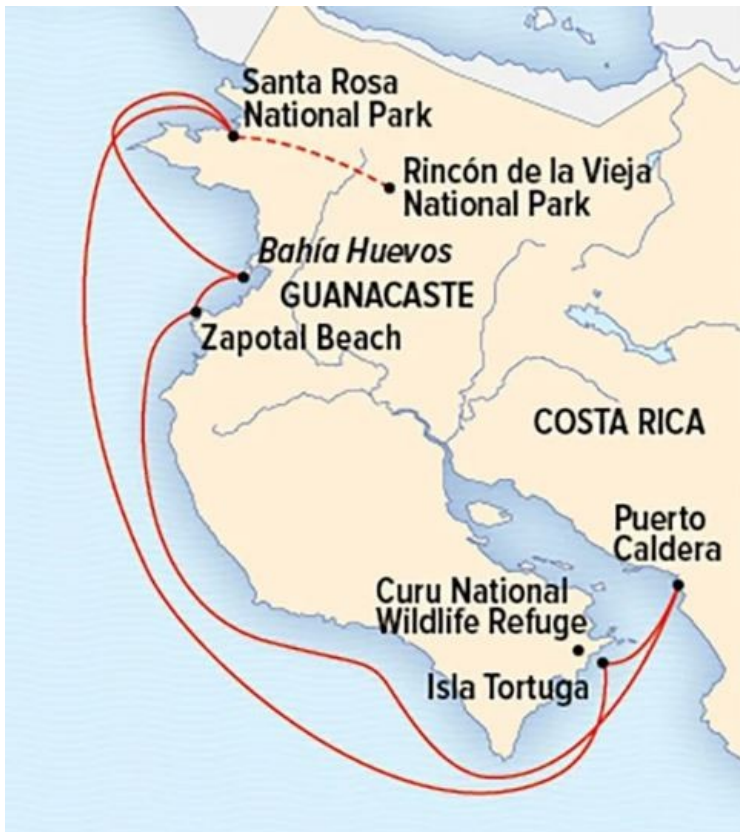 Santa Rosa
National Park
Rincón de la Vieja
National Park
Bahía Huevos
GUANACASTE
Zapotal Beach
COSTA RICA
Puerto
Caldera
Curu National
Wildlife Refuge
Isla Tortuga